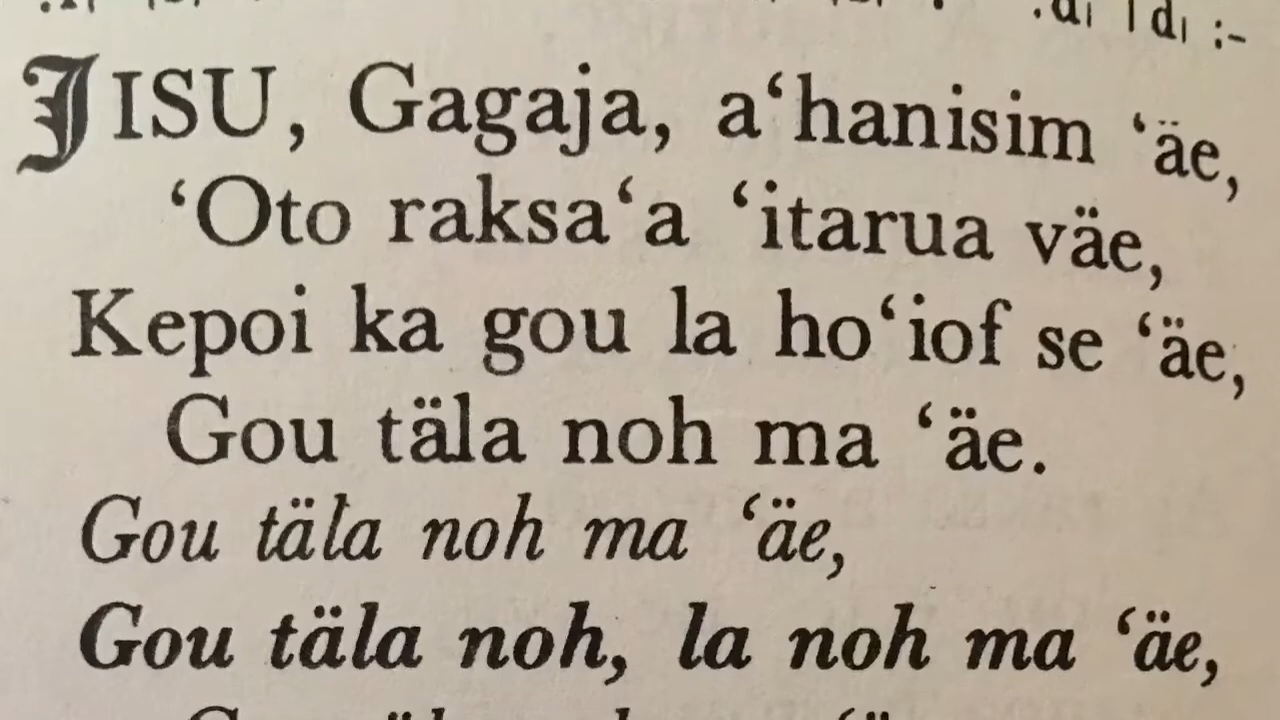 JISU, Gagaja, a‘hanisim ‘äe,
‘Oto raksa‘a ‘itarua väe,
Kepoi ka gou la ho‘iof se ‘äe,
Gou täla noh ma ‘äe.
Gou täla noh ma ‘äe,
Gou täla noh, la noh ma ‘äe,